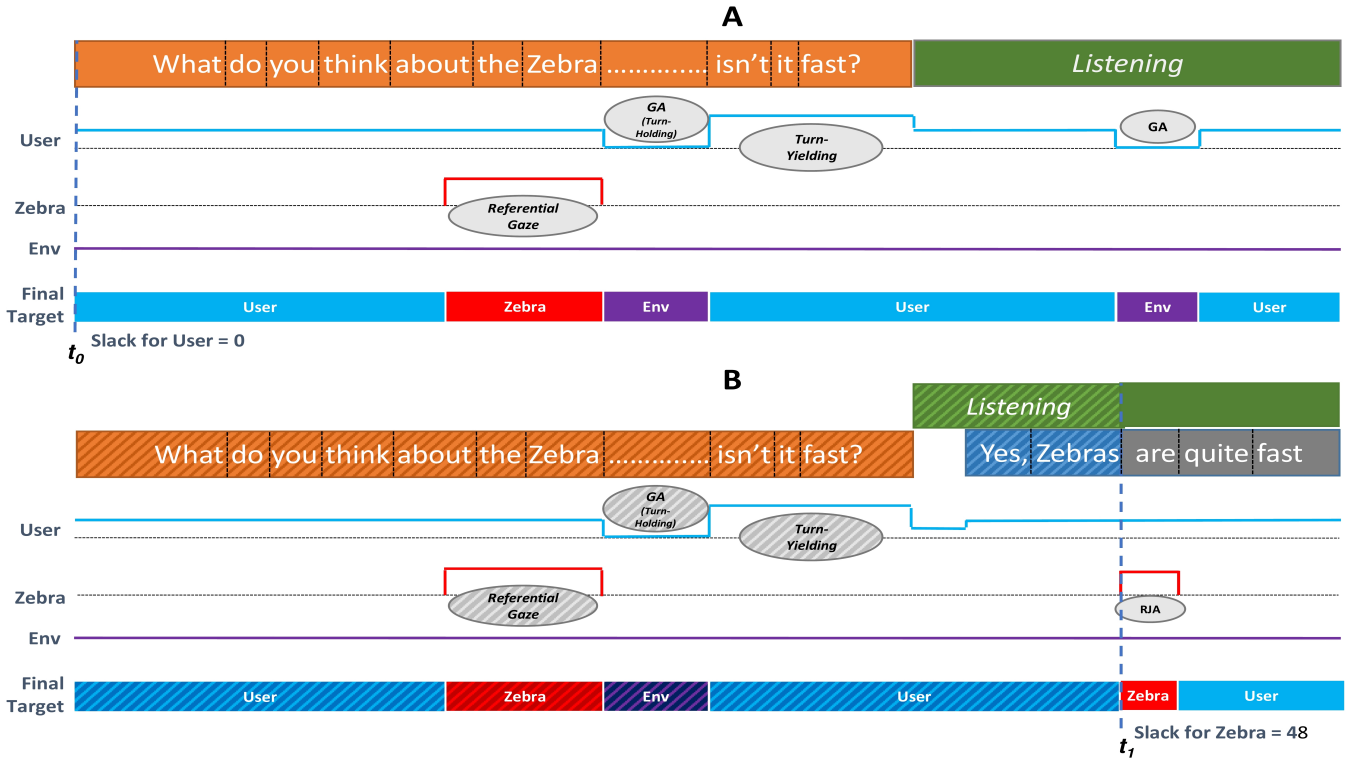 A
What do you think about the Zebra .............. isn't it fast?
Listening
GA
(Turn-
Holding)
GA
User
Turn-
Yielding
Zebra
Referential
Gaze
Env
Final
Target
User
Zebra
Env
User
Env
User
t0
Slack for User = 0
B
Listening
What do you think about the Zebra .............. isn't it fast?
Yes, Zebras are quite fast
GA
(Turn-
Holding)
User
Turn-
Yielding
Zebra
Referential
Gaze
RJA
Env
Final
Target
User
Zebra
Env
User
Zebra
User
t1
Slack for Zebra = 48